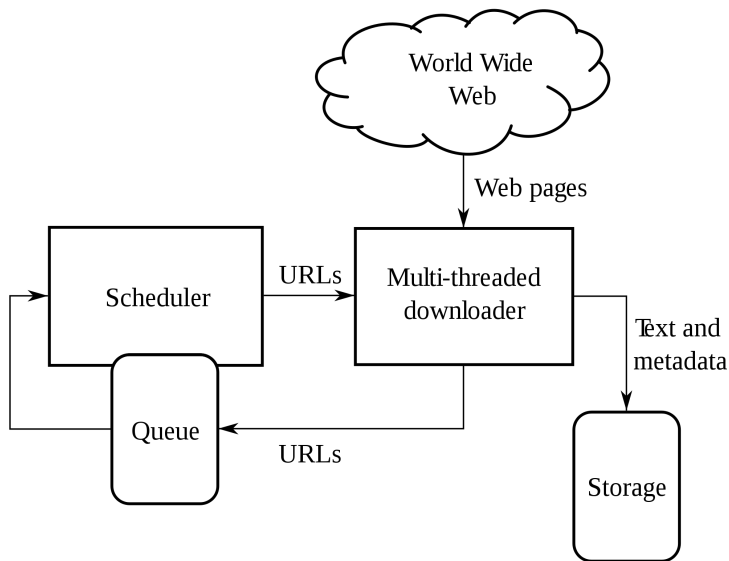 World Wide
Web
Web pages
URLs
Scheduler
Multi-threaded
downloader
Text and
metadata
Queue
URLs
Storage